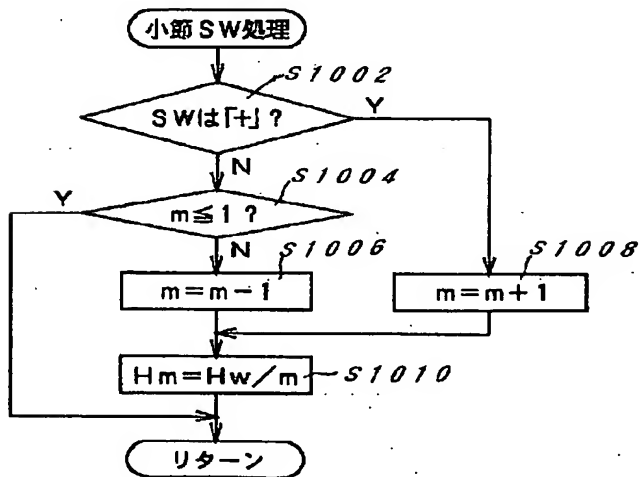 小節SW処理
S1002
SWは「+」?
Y
N
S1004
Y
m≦1?
N
S1006
S1008
m=m-1
m=m+1
Hm=Hw/m
S1010
リターン